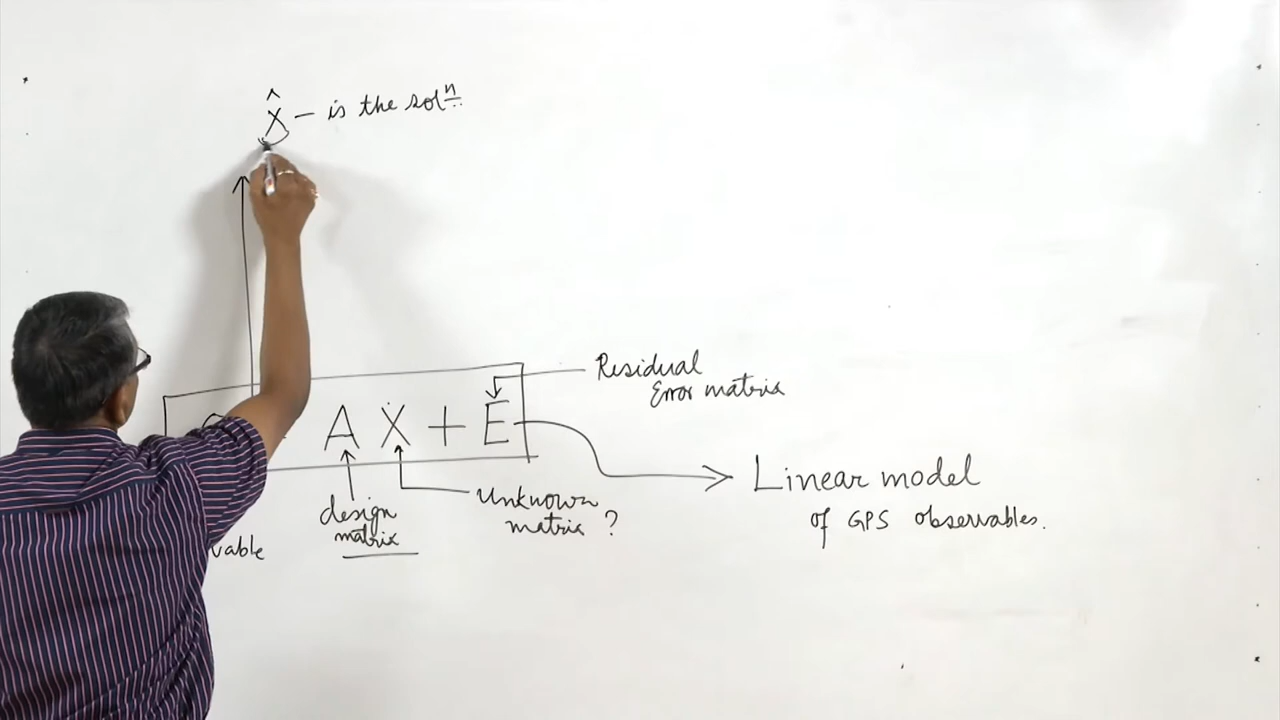 X̂ – is the solⁿ
Residual
Error matrix
A X + E
Linear model
of GPS observables.
design
matrix
Unknown
matrix ?
vable